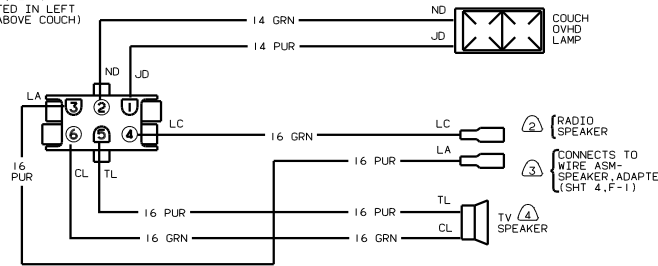 TED IN LEFT
ABOVE COUCH)
ND
14 GRN
COUCH
OVHD
LAMP
JD
14 PUR
ND
JD
LA
3 2 1
6 5 4
LC
16 GRN
LC
2 RADIO
SPEAKER
16 PUR
LA
3 CONNECTS TO
WIRE ASM-
SPEAKER, ADAPTE
(SHT 4, F-1)
16
PUR
CL
TL
16 PUR
16 PUR
TL
TV 4
SPEAKER
16 GRN
16 GRN
CL